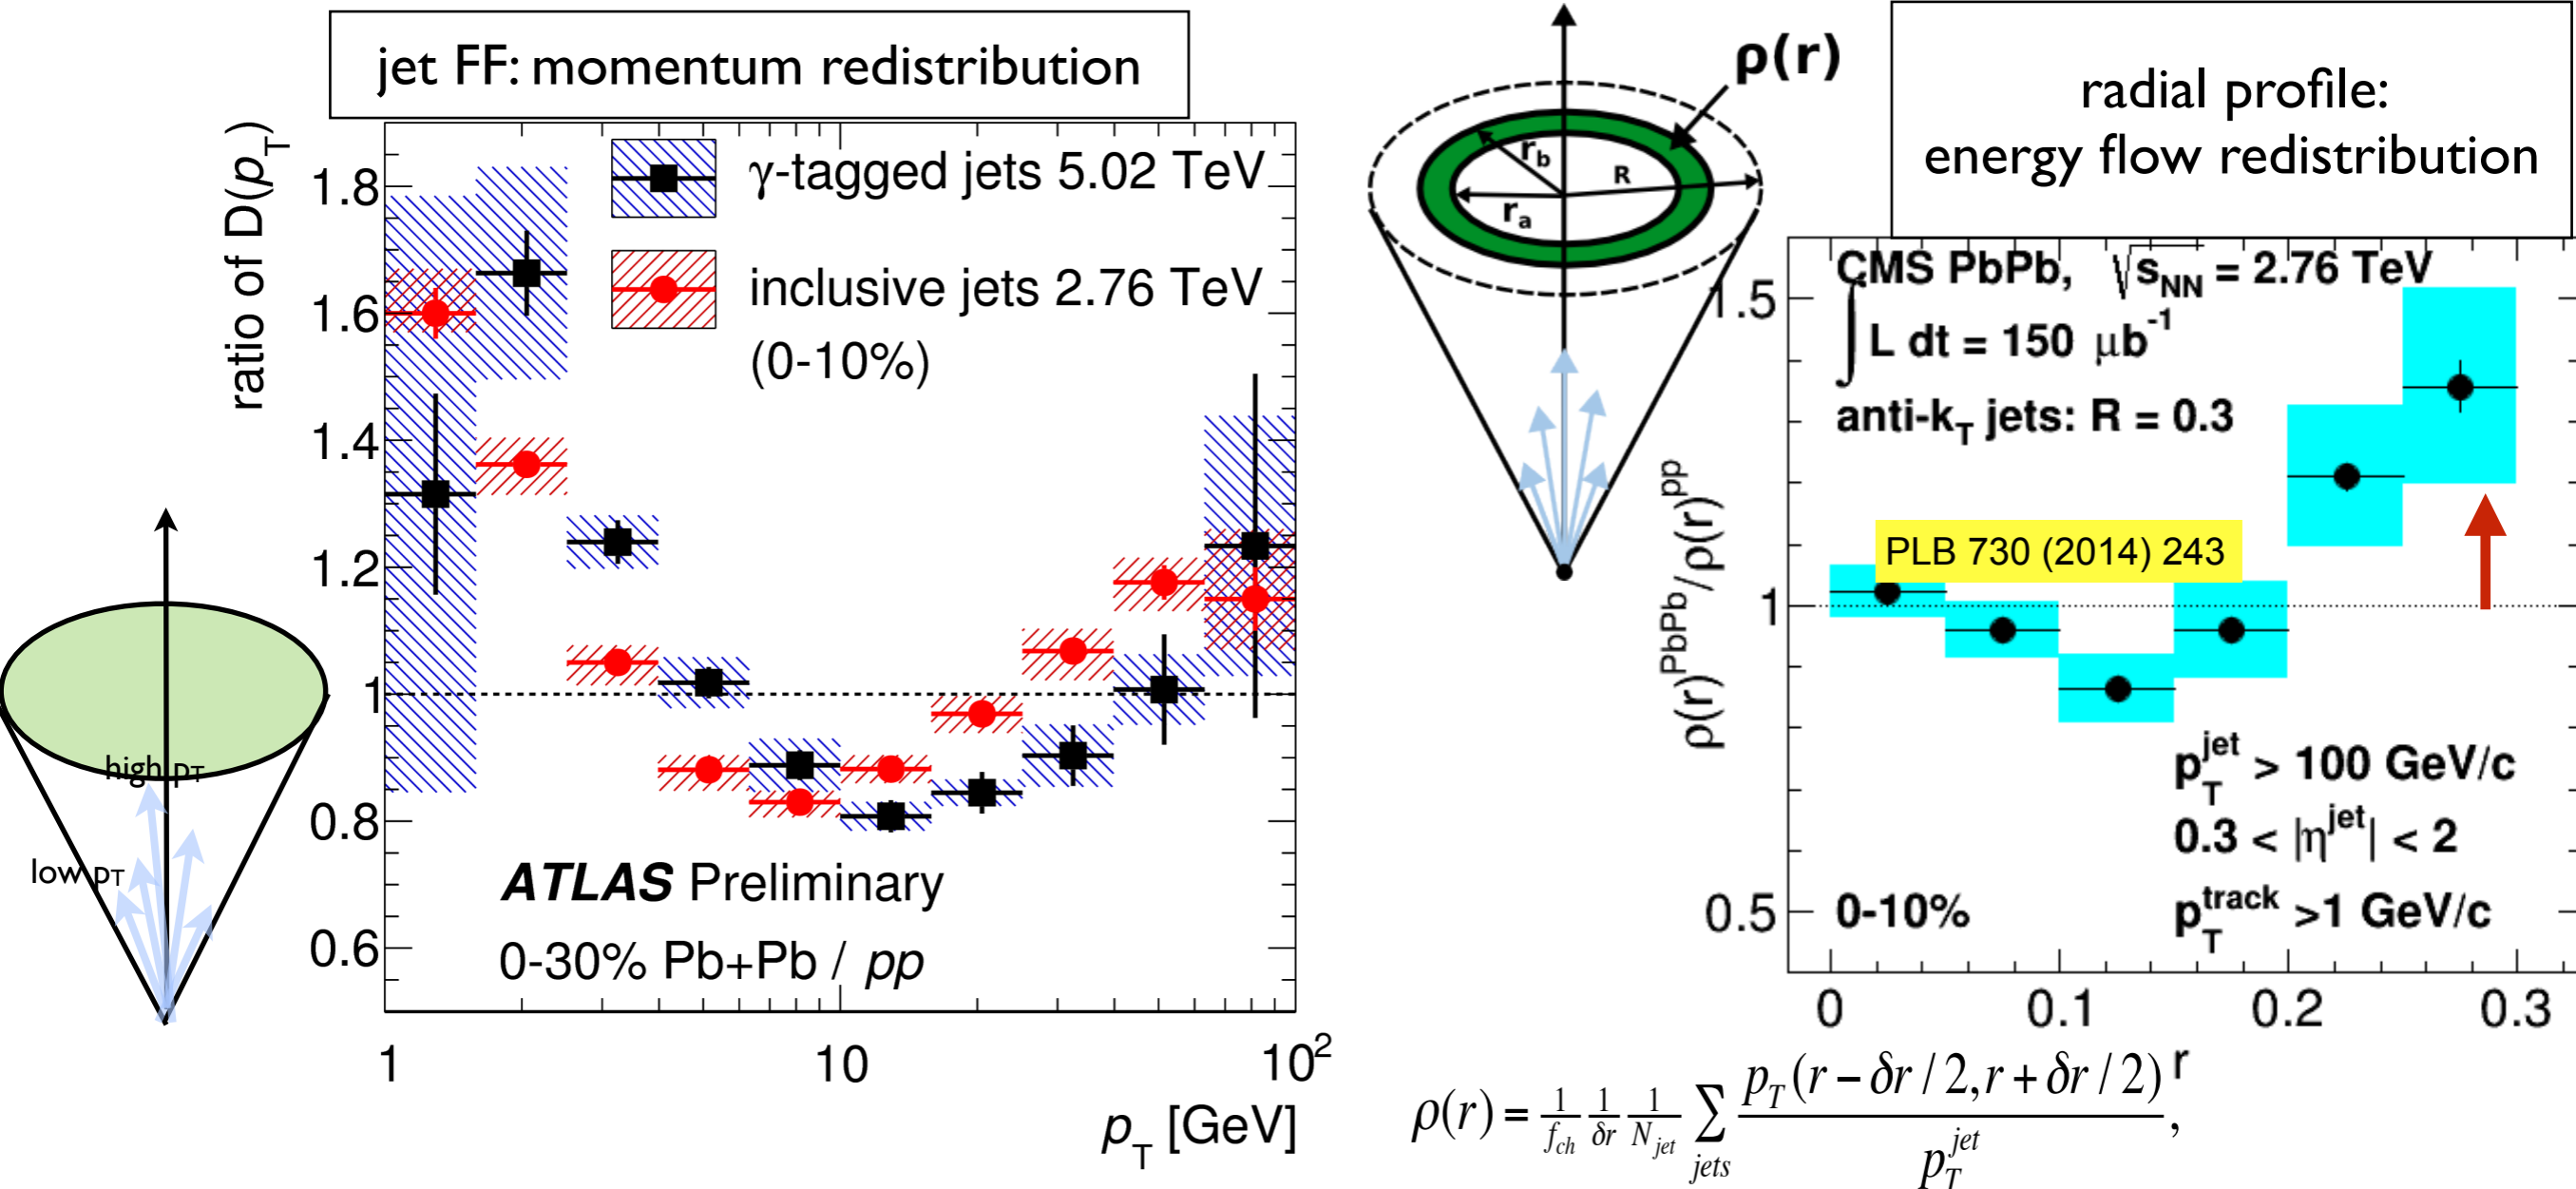 jet FF: momentum redistribution
ratio of D(p_T)
γ-tagged jets 5.02 TeV
inclusive jets 2.76 TeV
(0-10%)
1.8
1.6
1.4
1.2
1
0.8
0.6
ATLAS Preliminary
0-30% Pb+Pb / pp
1
10
10²
p_T [GeV]
high pT
low pT
ρ(r)
r_b
R
r_a
radial profile:
energy flow redistribution
CMS PbPb, √s_NN = 2.76 TeV
∫ L dt = 150 μb⁻¹
anti-k_T jets: R = 0.3
PLB 730 (2014) 243
ρ(r)^PbPb/ρ(r)^pp
1.5
1
0.5
p_T^jet > 100 GeV/c
0.3 < |η^jet| < 2
0-10%
p_T^track >1 GeV/c
0
0.1
0.2
0.3
r
ρ(r) = 1/f_ch 1/δr 1/N_jet ∑_jets p_T(r − δr / 2, r + δr / 2) / p_T^jet,